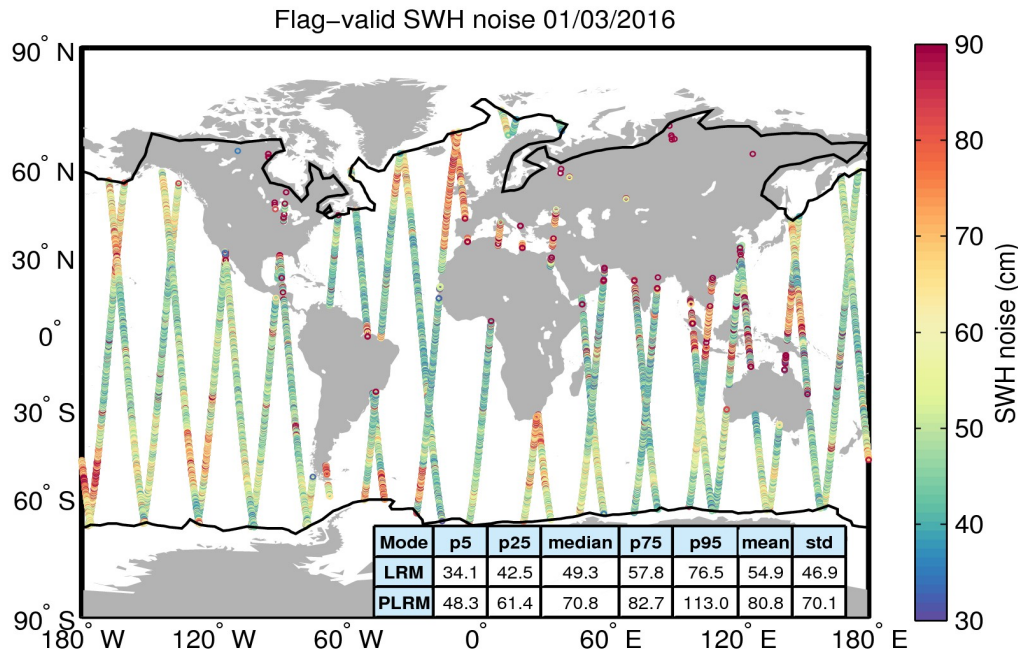 Flag−valid SWH noise 01/03/2016
90° N
60° N
30° N
0°
30° S
60° S
90° S
180° W
120° W
60° W
0°
60° E
120° E
180° E
Mode p5 p25 median p75 p95 mean std
LRM 34.1 42.5 49.3 57.8 76.5 54.9 46.9
PLRM 48.3 61.4 70.8 82.7 113.0 80.8 70.1
90
80
70
60
50
40
30
SWH noise (cm)